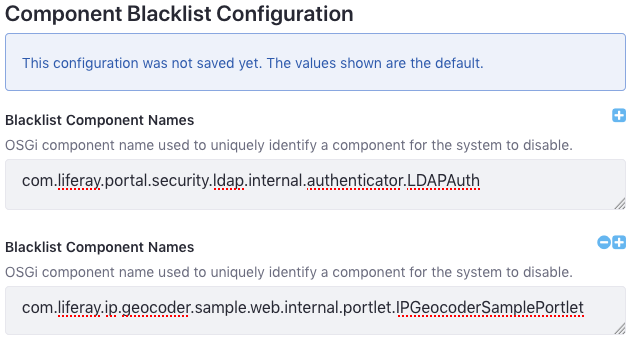 Component Blacklist Configuration
This configuration was not saved yet. The values shown are the default.
Blacklist Component Names
OSGi component name used to uniquely identify a component for the system to disable.
com.liferay.portal.security.ldap.internal.authenticator.LDAPAuth
Blacklist Component Names
OSGi component name used to uniquely identify a component for the system to disable.
com.liferay.ip.geocoder.sample.web.internal.portlet.IPGeocoderSamplePortlet